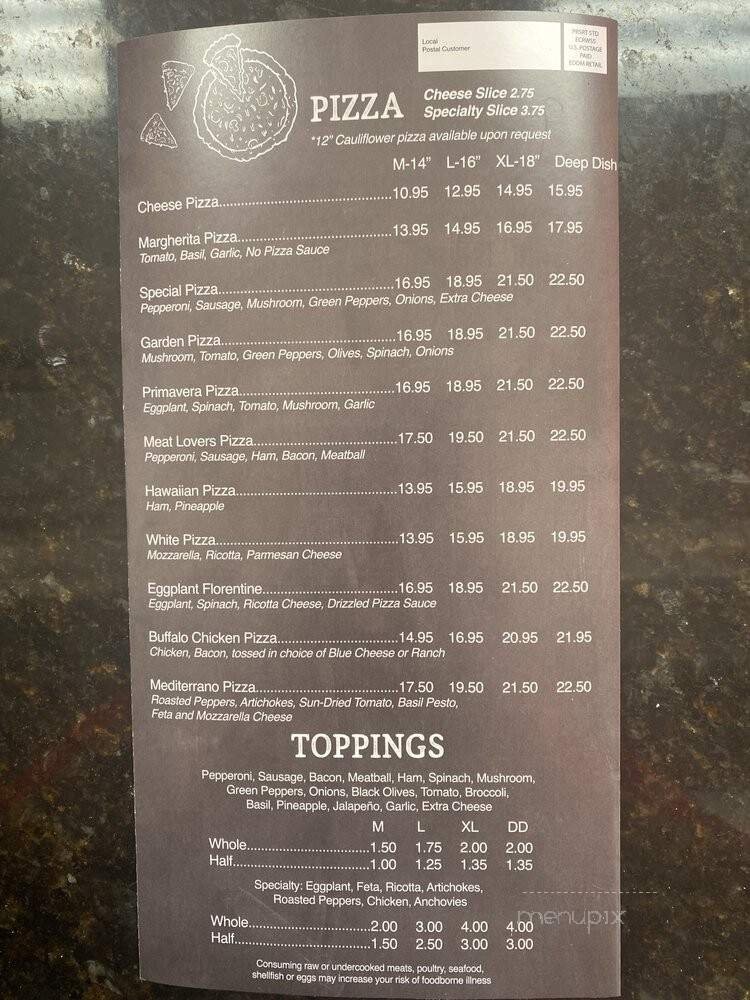 Local
Postal Customer
PRSRT STD
ECRWSS
U.S. POSTAGE
PAID
EDDM RETAIL
PIZZA
Cheese Slice 2.75
Specialty Slice 3.75
*12" Cauliflower pizza available upon request
M-14" L-16" XL-18" Deep Dish
Cheese Pizza 10.95 12.95 14.95 15.95
Margherita Pizza 13.95 14.95 16.95 17.95
Tomato, Basil, Garlic, No Pizza Sauce
Special Pizza 16.95 18.95 21.50 22.50
Pepperoni, Sausage, Mushroom, Green Peppers, Onions, Extra Cheese
Garden Pizza 16.95 18.95 21.50 22.50
Mushroom, Tomato, Green Peppers, Olives, Spinach, Onions
Primavera Pizza 16.95 18.95 21.50 22.50
Eggplant, Spinach, Tomato, Mushroom, Garlic
Meat Lovers Pizza 17.50 19.50 21.50 22.50
Pepperoni, Sausage, Ham, Bacon, Meatball
Hawaiian Pizza 13.95 15.95 18.95 19.95
Ham, Pineapple
White Pizza 13.95 15.95 18.95 19.95
Mozzarella, Ricotta, Parmesan Cheese
Eggplant Florentine 16.95 18.95 21.50 22.50
Eggplant, Spinach, Ricotta Cheese, Drizzled Pizza Sauce
Buffalo Chicken Pizza 14.95 16.95 20.95 21.95
Chicken, Bacon, tossed in choice of Blue Cheese or Ranch
Mediterrano Pizza 17.50 19.50 21.50 22.50
Roasted Peppers, Artichokes, Sun-Dried Tomato, Basil Pesto,
Feta and Mozzarella Cheese
TOPPINGS
Pepperoni, Sausage, Bacon, Meatball, Ham, Spinach, Mushroom,
Green Peppers, Onions, Black Olives, Tomato, Broccoli,
Basil, Pineapple, Jalapeño, Garlic, Extra Cheese
M L XL DD
Whole 1.50 1.75 2.00 2.00
Half 1.00 1.25 1.35 1.35
Specialty: Eggplant, Feta, Ricotta, Artichokes,
Roasted Peppers, Chicken, Anchovies
Whole 2.00 3.00 4.00 4.00
Half 1.50 2.50 3.00 3.00
menupix
Consuming raw or undercooked meats, poultry, seafood,
shellfish or eggs may increase your risk of foodborne illness